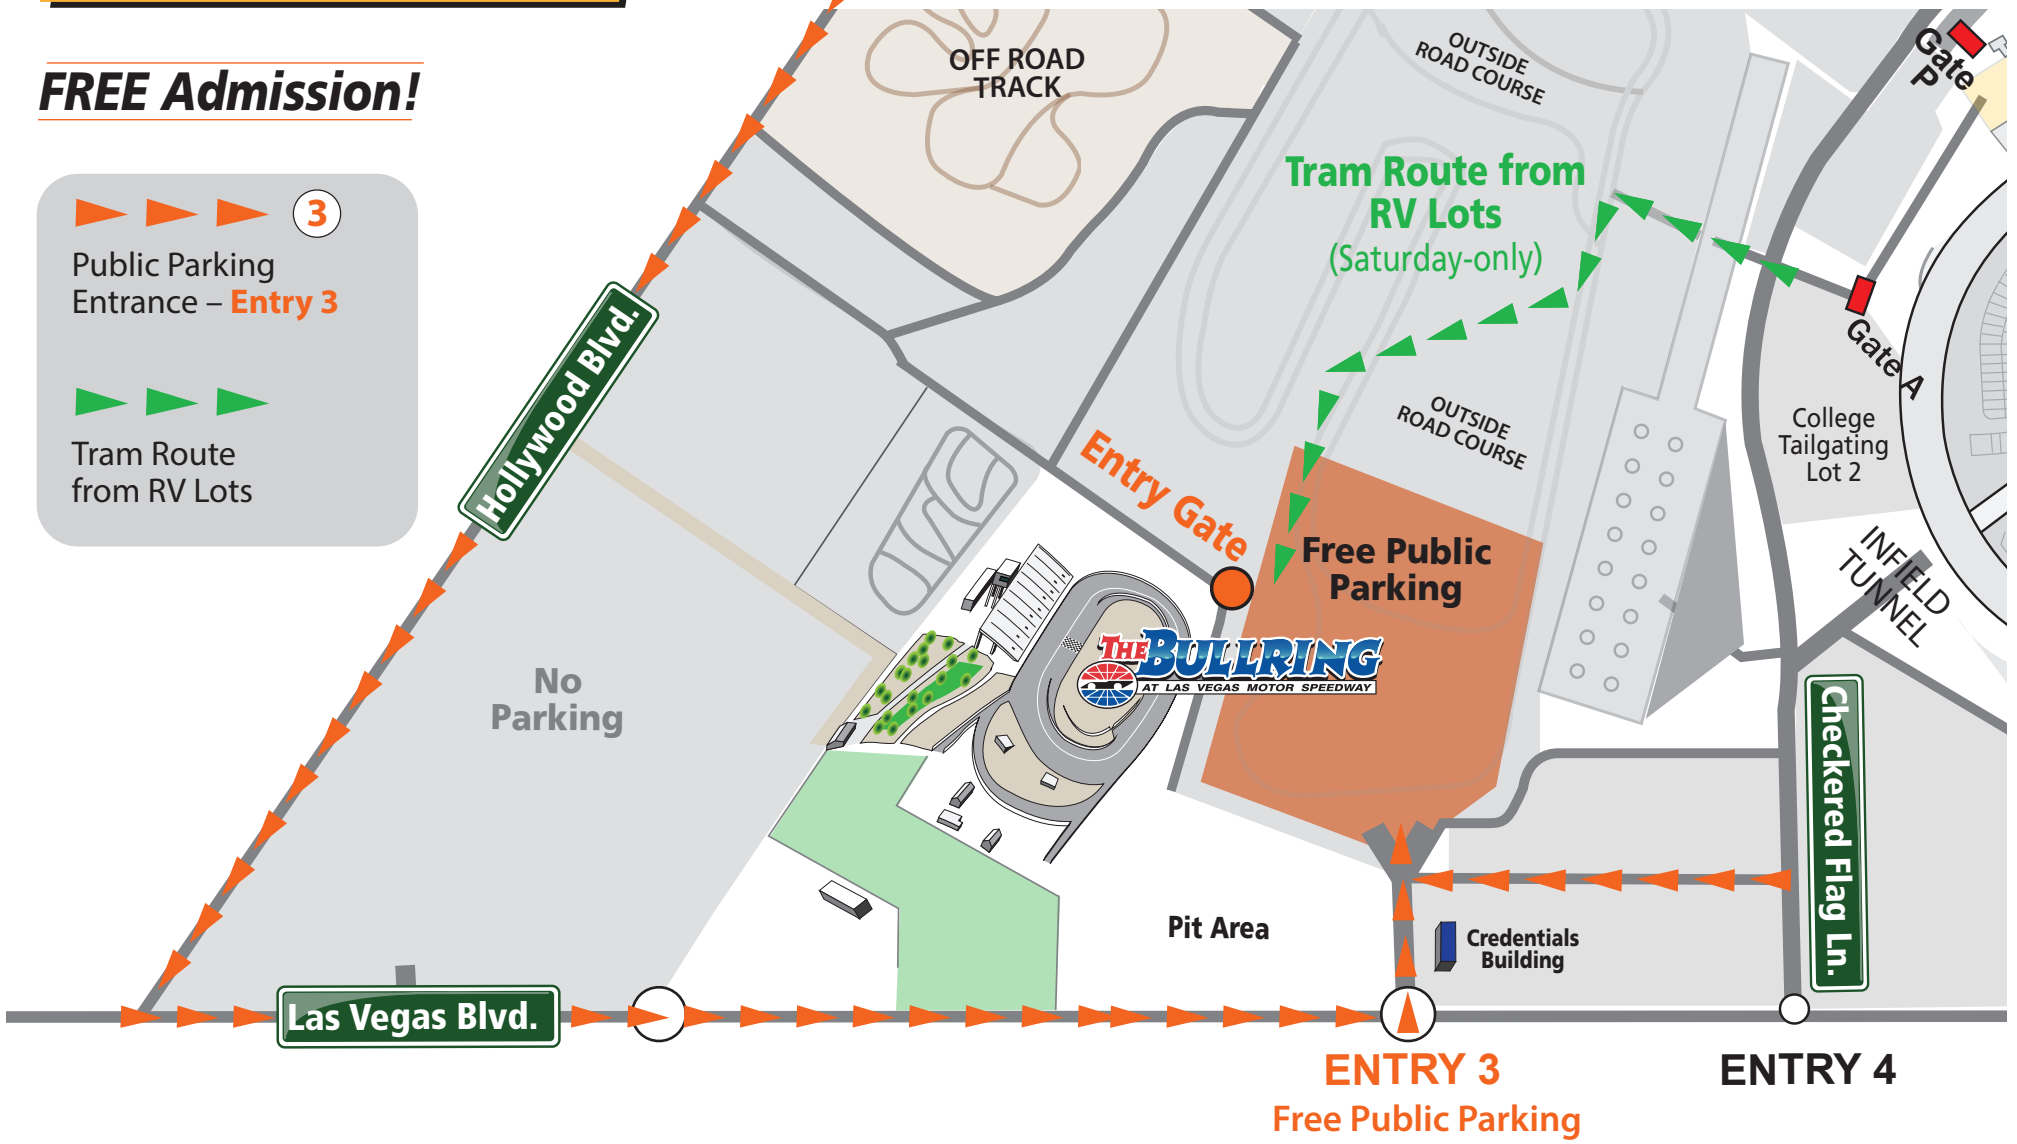 FREE Admission!
3
Public Parking
Entrance – Entry 3
Tram Route
from RV Lots
OFF ROAD
TRACK
OUTSIDE
ROAD COURSE
Gate
P
Tram Route from
RV Lots
(Saturday-only)
Gate A
Hollywood Blvd.
OUTSIDE
ROAD COURSE
College
Tailgating
Lot 2
Entry Gate
Free Public
Parking
INFIELD
TUNNEL
THE BULLRING
AT LAS VEGAS MOTOR SPEEDWAY
No
Parking
Checkered Flag Ln.
Pit Area
Credentials
Building
Las Vegas Blvd.
ENTRY 3
Free Public Parking
ENTRY 4